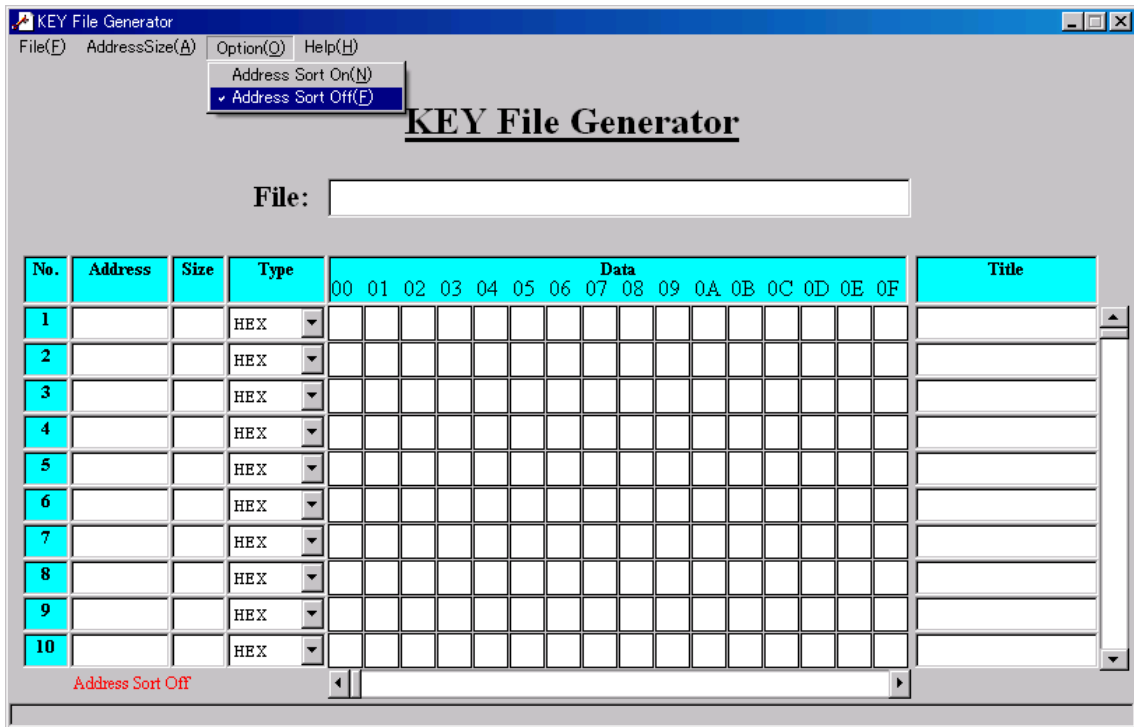 KEY File Generator
File(F) AddressSize(A) Option(O) Help(H)
Address Sort On(N)
✓ Address Sort Off(F)
KEY File Generator
File:
No. Address Size Type Data Title
00 01 02 03 04 05 06 07 08 09 0A 0B 0C 0D 0E 0F
1 HEX
2 HEX
3 HEX
4 HEX
5 HEX
6 HEX
7 HEX
8 HEX
9 HEX
10 HEX
Address Sort Off